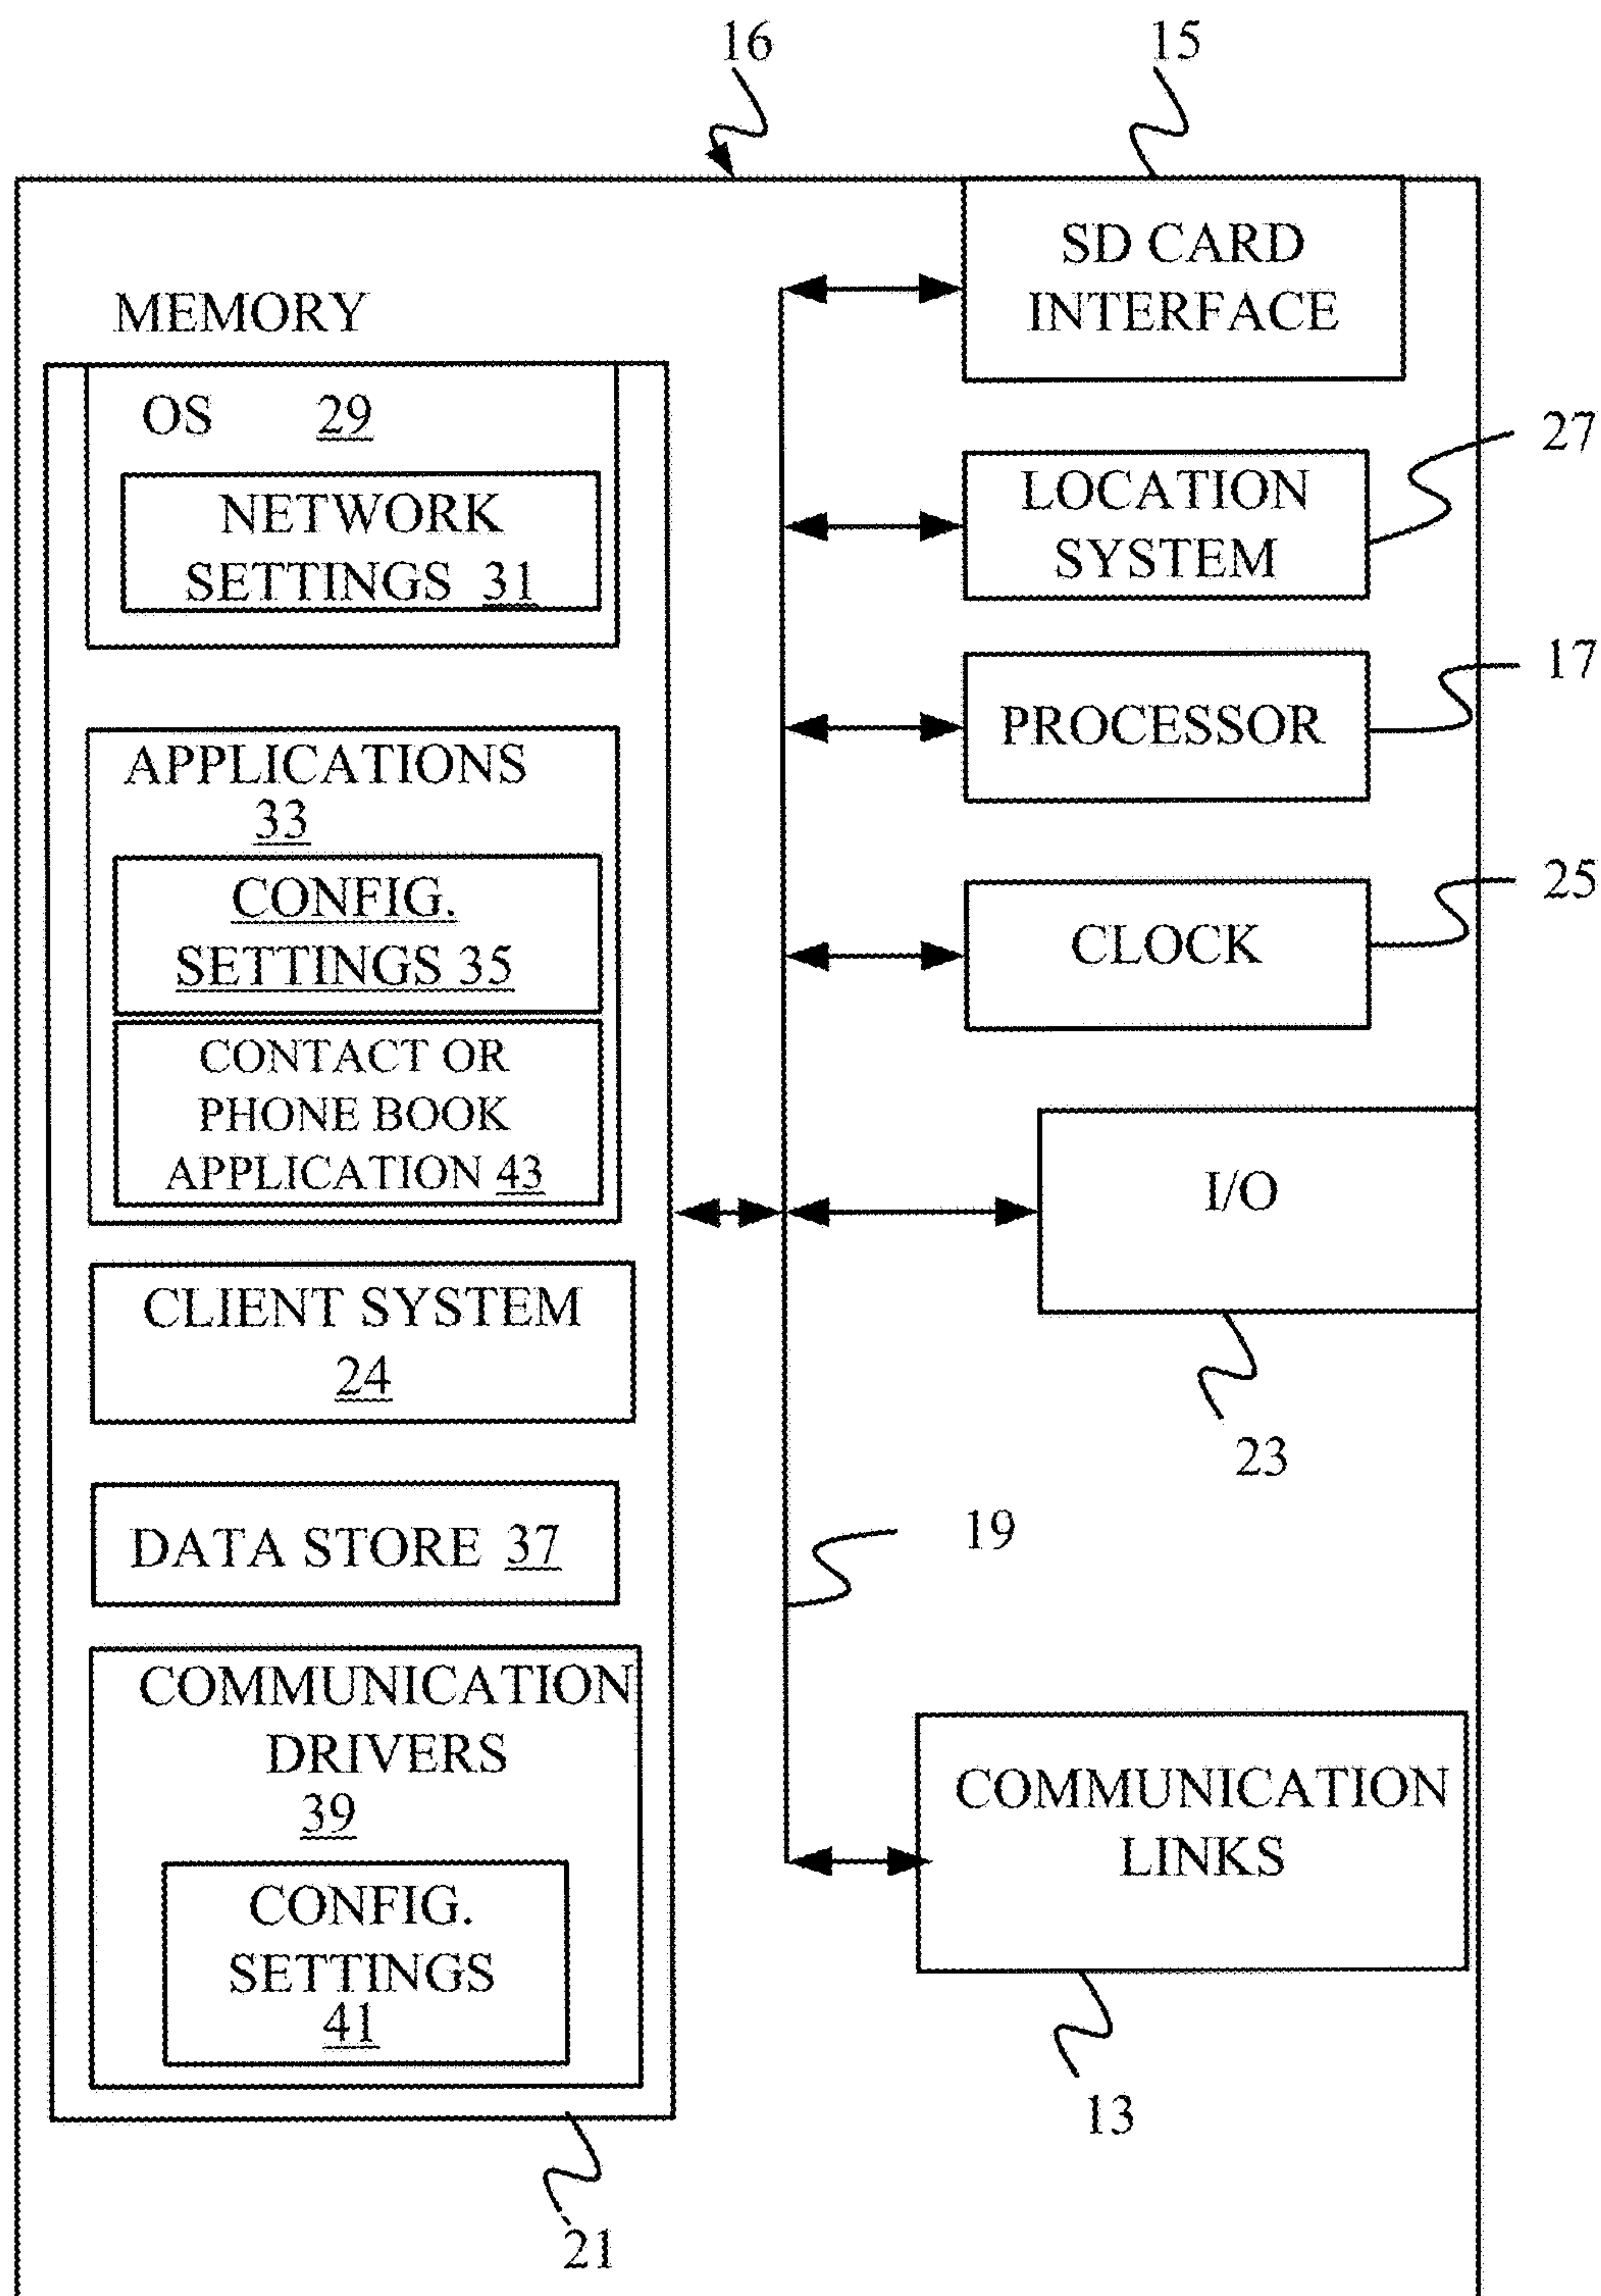 16
15
SD CARD
INTERFACE
MEMORY
OS 29
NETWORK
SETTINGS 31
27
LOCATION
SYSTEM
17
PROCESSOR
APPLICATIONS
33
CONFIG.
SETTINGS 35
25
CLOCK
CONTACT OR
PHONE BOOK
APPLICATION 43
I/O
23
CLIENT SYSTEM
24
19
DATA STORE 37
COMMUNICATION
DRIVERS
39
CONFIG.
SETTINGS
41
COMMUNICATION
LINKS
13
21